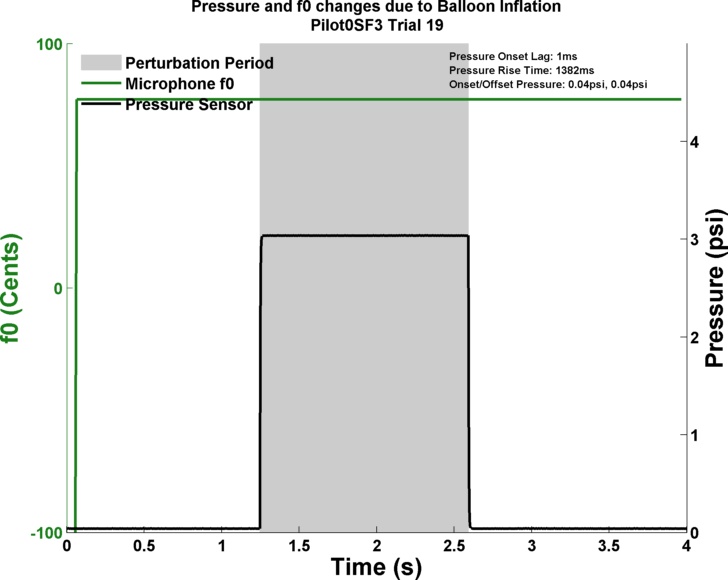 Pressure and f0 changes due to Balloon Inflation
Pilot0SF3 Trial 19
100
0
-100
f0 (Cents)
Perturbation Period
Microphone f0
Pressure Sensor
Pressure Onset Lag: 1ms
Pressure Rise Time: 1382ms
Onset/Offset Pressure: 0.04psi, 0.04psi
4
3
2
1
0
Pressure (psi)
0 0.5 1 1.5 2 2.5 3 3.5 4
Time (s)